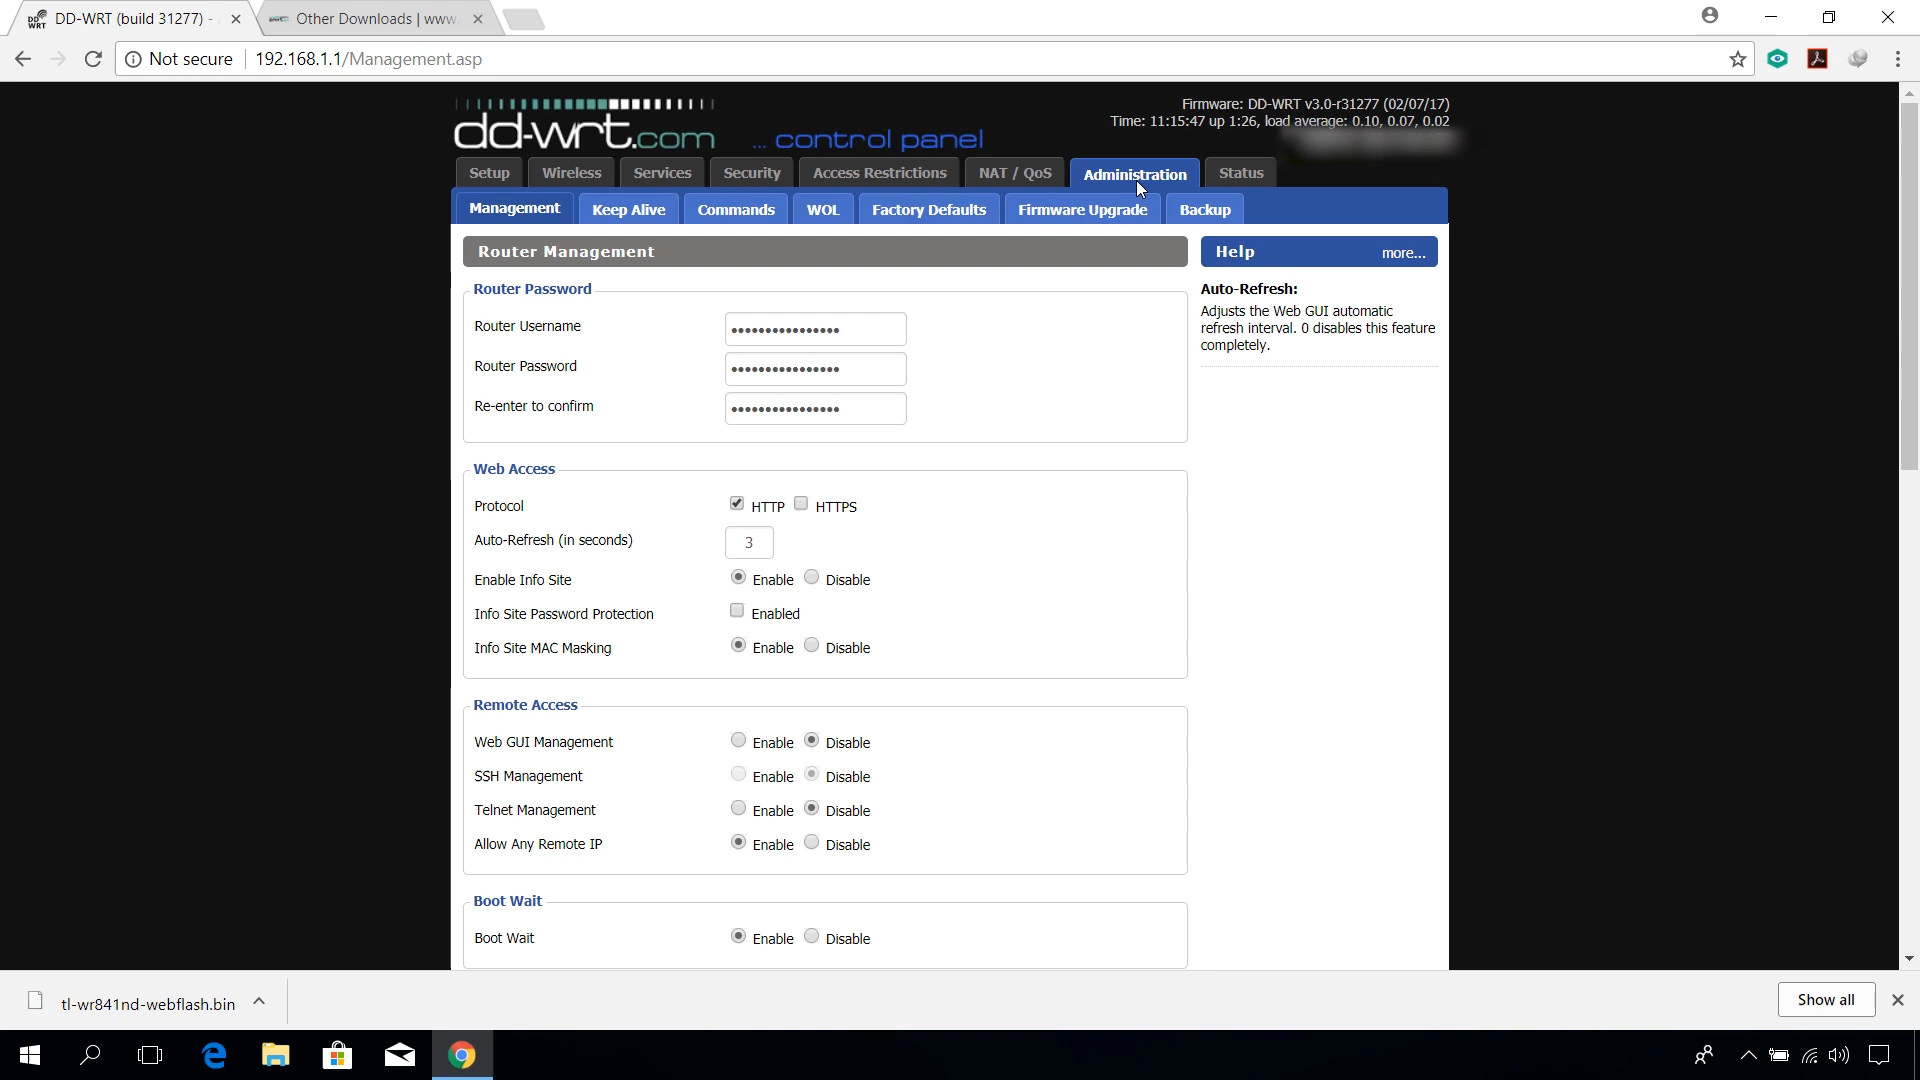 DD-WRT (build 31277) -
Other Downloads | www.
Not secure
192.168.1.1/Management.asp
dd-wrt.com
... control panel
Firmware: DD-WRT v3.0-r31277 (02/07/17)
Time: 11:15:47 up 1:26, load average: 0.10, 0.07, 0.02
Setup
Wireless
Services
Security
Access Restrictions
NAT / QoS
Administration
Status
Management
Keep Alive
Commands
WOL
Factory Defaults
Firmware Upgrade
Backup
Router Management
Router Password
Router Username
Router Password
Re-enter to confirm
Web Access
Protocol
HTTP
HTTPS
Auto-Refresh (in seconds)
3
Enable Info Site
Enable
Disable
Info Site Password Protection
Enabled
Info Site MAC Masking
Enable
Disable
Remote Access
Web GUI Management
Enable
Disable
SSH Management
Enable
Disable
Telnet Management
Enable
Disable
Allow Any Remote IP
Enable
Disable
Boot Wait
Boot Wait
Enable
Disable
Help
more...
Auto-Refresh:
Adjusts the Web GUI automatic
refresh interval. 0 disables this feature
completely.
tl-wr841nd-webflash.bin
Show all